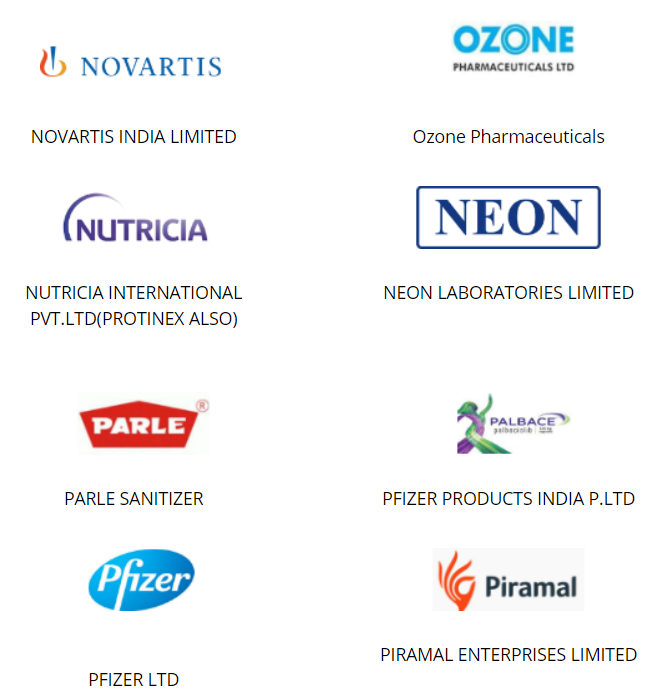 NOVARTIS
OZONE
PHARMACEUTICALS LTD
NOVARTIS INDIA LIMITED
Ozone Pharmaceuticals
NUTRICIA
NEON
NUTRICIA INTERNATIONAL
PVT.LTD(PROTINEX ALSO)
NEON LABORATORIES LIMITED
PARLE®
PALBACE
palbociclib
PARLE SANITIZER
PFIZER PRODUCTS INDIA P.LTD
Pfizer
Piramal
PFIZER LTD
PIRAMAL ENTERPRISES LIMITED